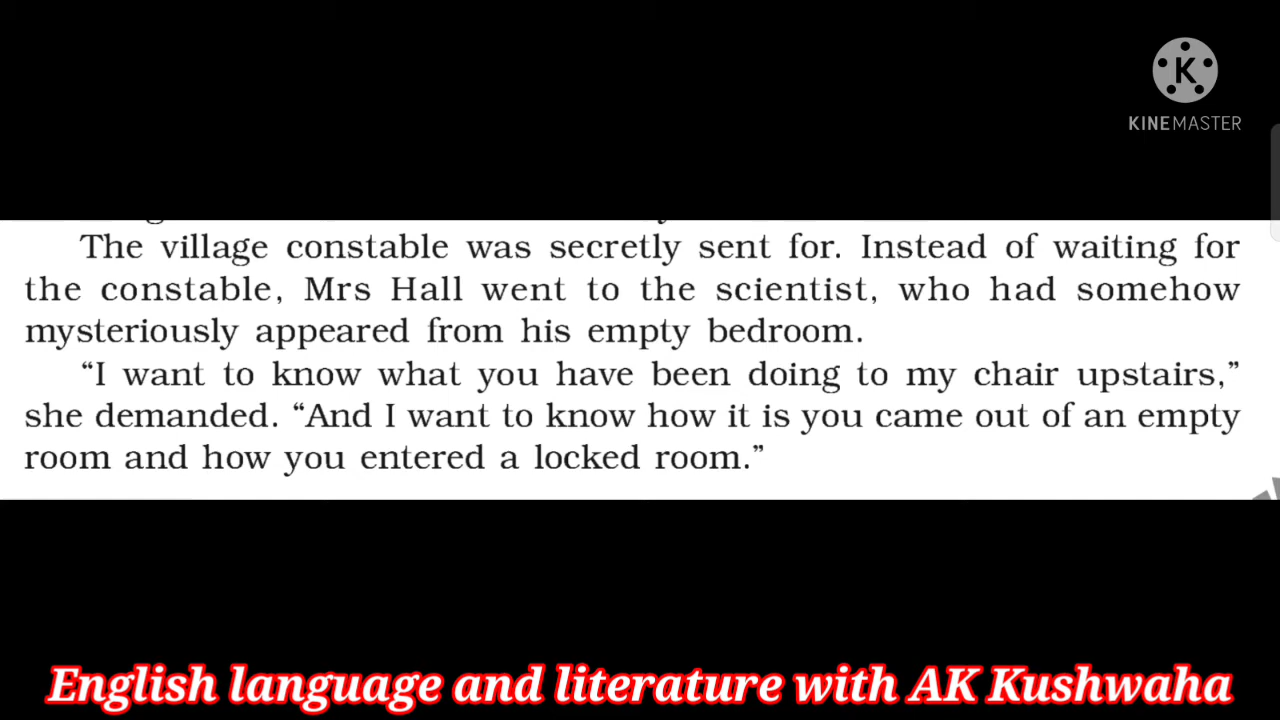 KINEMASTER
The village constable was secretly sent for. Instead of waiting for
the constable, Mrs Hall went to the scientist, who had somehow
mysteriously appeared from his empty bedroom.
“I want to know what you have been doing to my chair upstairs,”
she demanded. “And I want to know how it is you came out of an empty
room and how you entered a locked room.”
English language and literature with AK Kushwaha